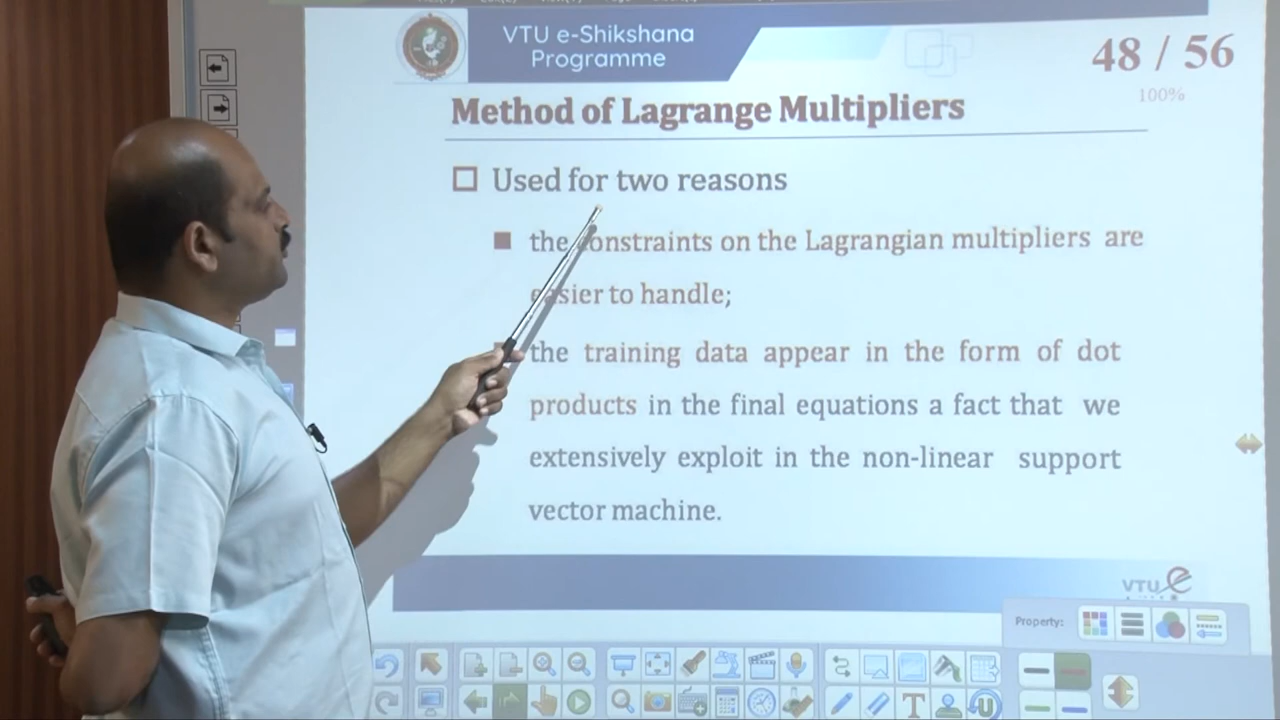 VTU e-Shikshana
Programme
48 / 56
100%
Method of Lagrange Multipliers
Used for two reasons
the constraints on the Lagrangian multipliers are
easier to handle;
the training data appear in the form of dot
products in the final equations a fact that we
extensively exploit in the non-linear support
vector machine.
VTU e
Property:
T